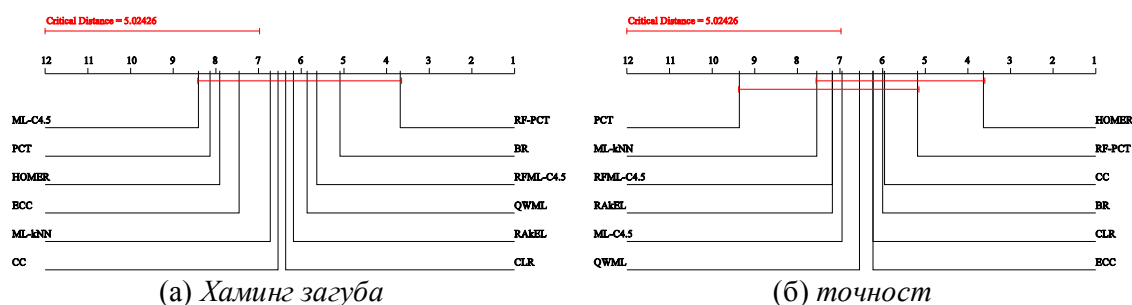 Critical Distance = 5.02426
12 11 10 9 8 7 6 5 4 3 2 1
ML-C4.5 RF-PCT
PCT BR
HOMER RFML-C4.5
ECC QWML
ML-kNN RAkEL
CC CLR
(а) Хаминг загуба
Critical Distance = 5.02426
12 11 10 9 8 7 6 5 4 3 2 1
PCT HOMER
ML-kNN RF-PCT
RFML-C4.5 CC
RAkEL BR
ML-C4.5 CLR
QWML ECC
(б) точност